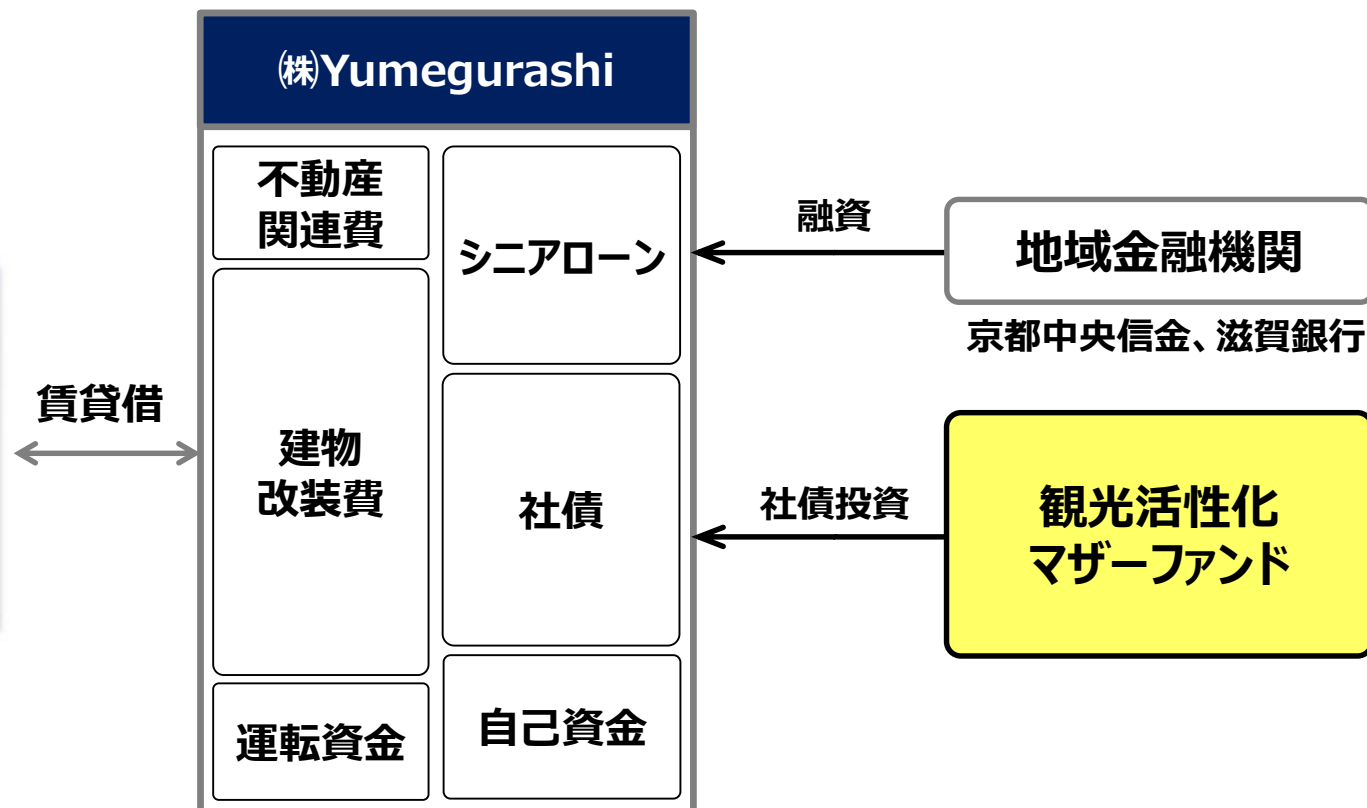 ㈱Yumegurashi
不動産
関連費
建物
改装費
運転資金
シニアローン
社債
自己資金
賃貸借
融資
地域金融機関
京都中央信金、滋賀銀行
社債投資
観光活性化
マザーファンド